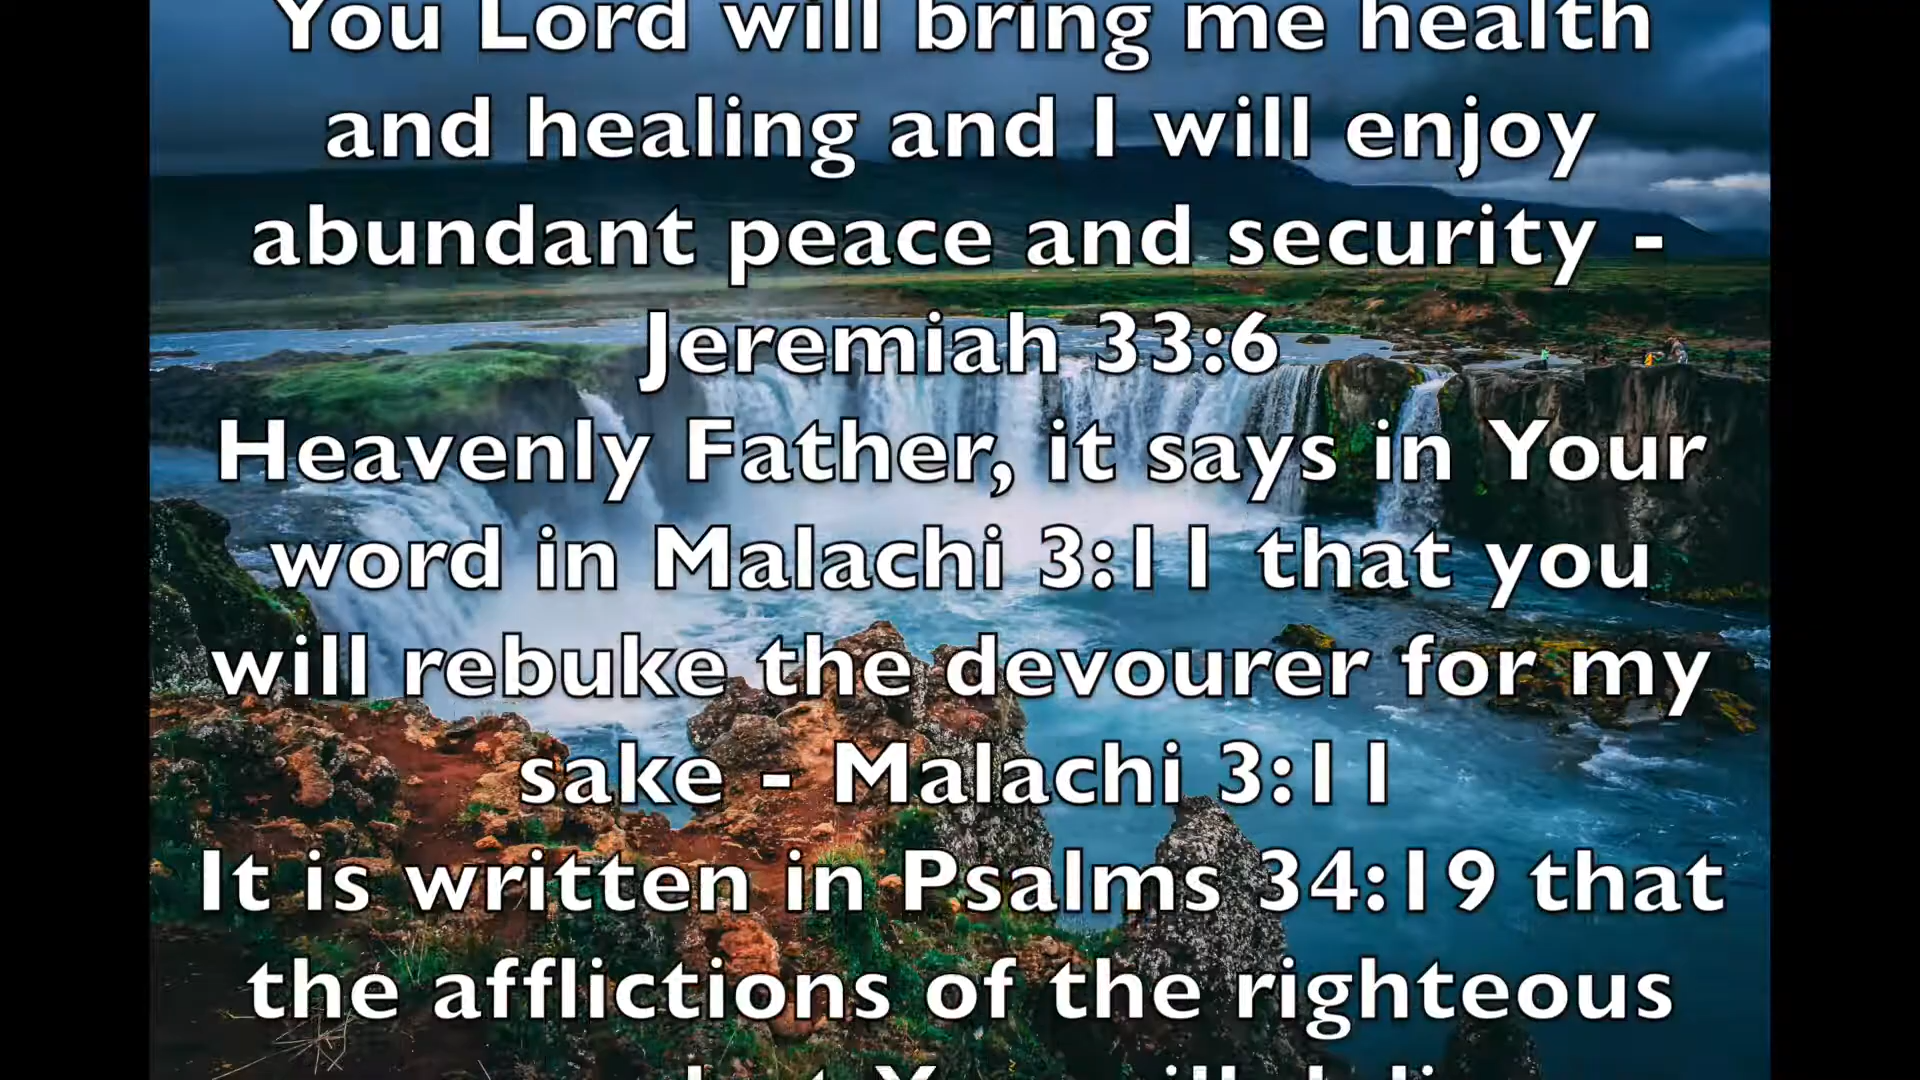 You Lord will bring me health
and healing and I will enjoy
abundant peace and security -
Jeremiah 33:6
Heavenly Father, it says in Your
word in Malachi 3:11 that you
will rebuke the devourer for my
sake - Malachi 3:11
It is written in Psalms 34:19 that
the afflictions of the righteous